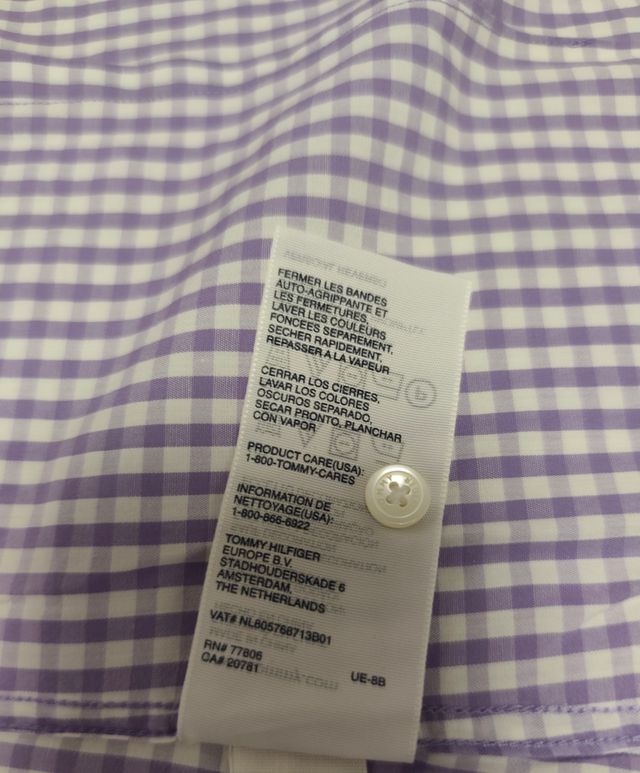 FERMER LES BANDES
AUTO-AGRIPPANTE ET
LES FERMETURES,
LAVER LES COULEURS
FONCEES SEPAREMENT,
SECHER RAPIDEMENT,
REPASSER A LA VAPEUR
CERRAR LOS CIERRES,
LAVAR LOS COLORES
OSCUROS SEPARADO,
SECAR PRONTO, PLANCHAR
CON VAPOR
PRODUCT CARE(USA):
1-800-TOMMY-CARES
INFORMATION DE
NETTOYAGE(USA):
1-800-866-6922
TOMMY HILFIGER
EUROPE B.V.
STADHOUDERSKADE 6
AMSTERDAM,
THE NETHERLANDS
VAT# NL805768713B01
RN# 77806
CA# 20781
UE-8B